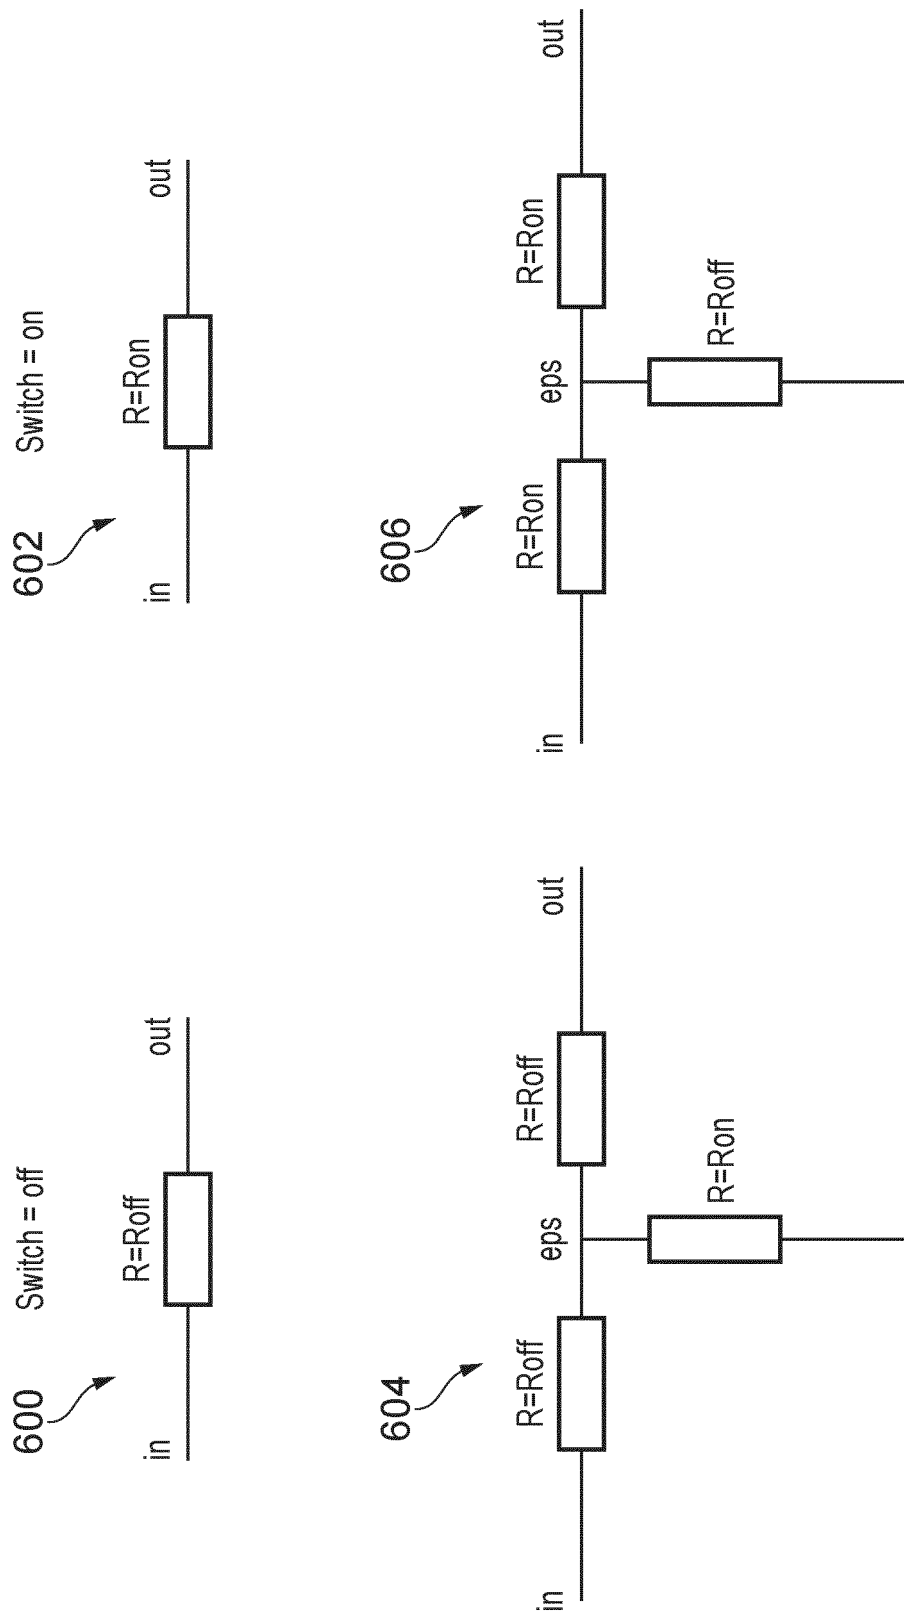 Switch = off
600
R=Roff
in
out
Switch = on
602
R=Ron
in
out
604
R=Roff
eps
R=Roff
in
out
R=Ron
606
R=Ron
eps
R=Ron
in
out
R=Roff